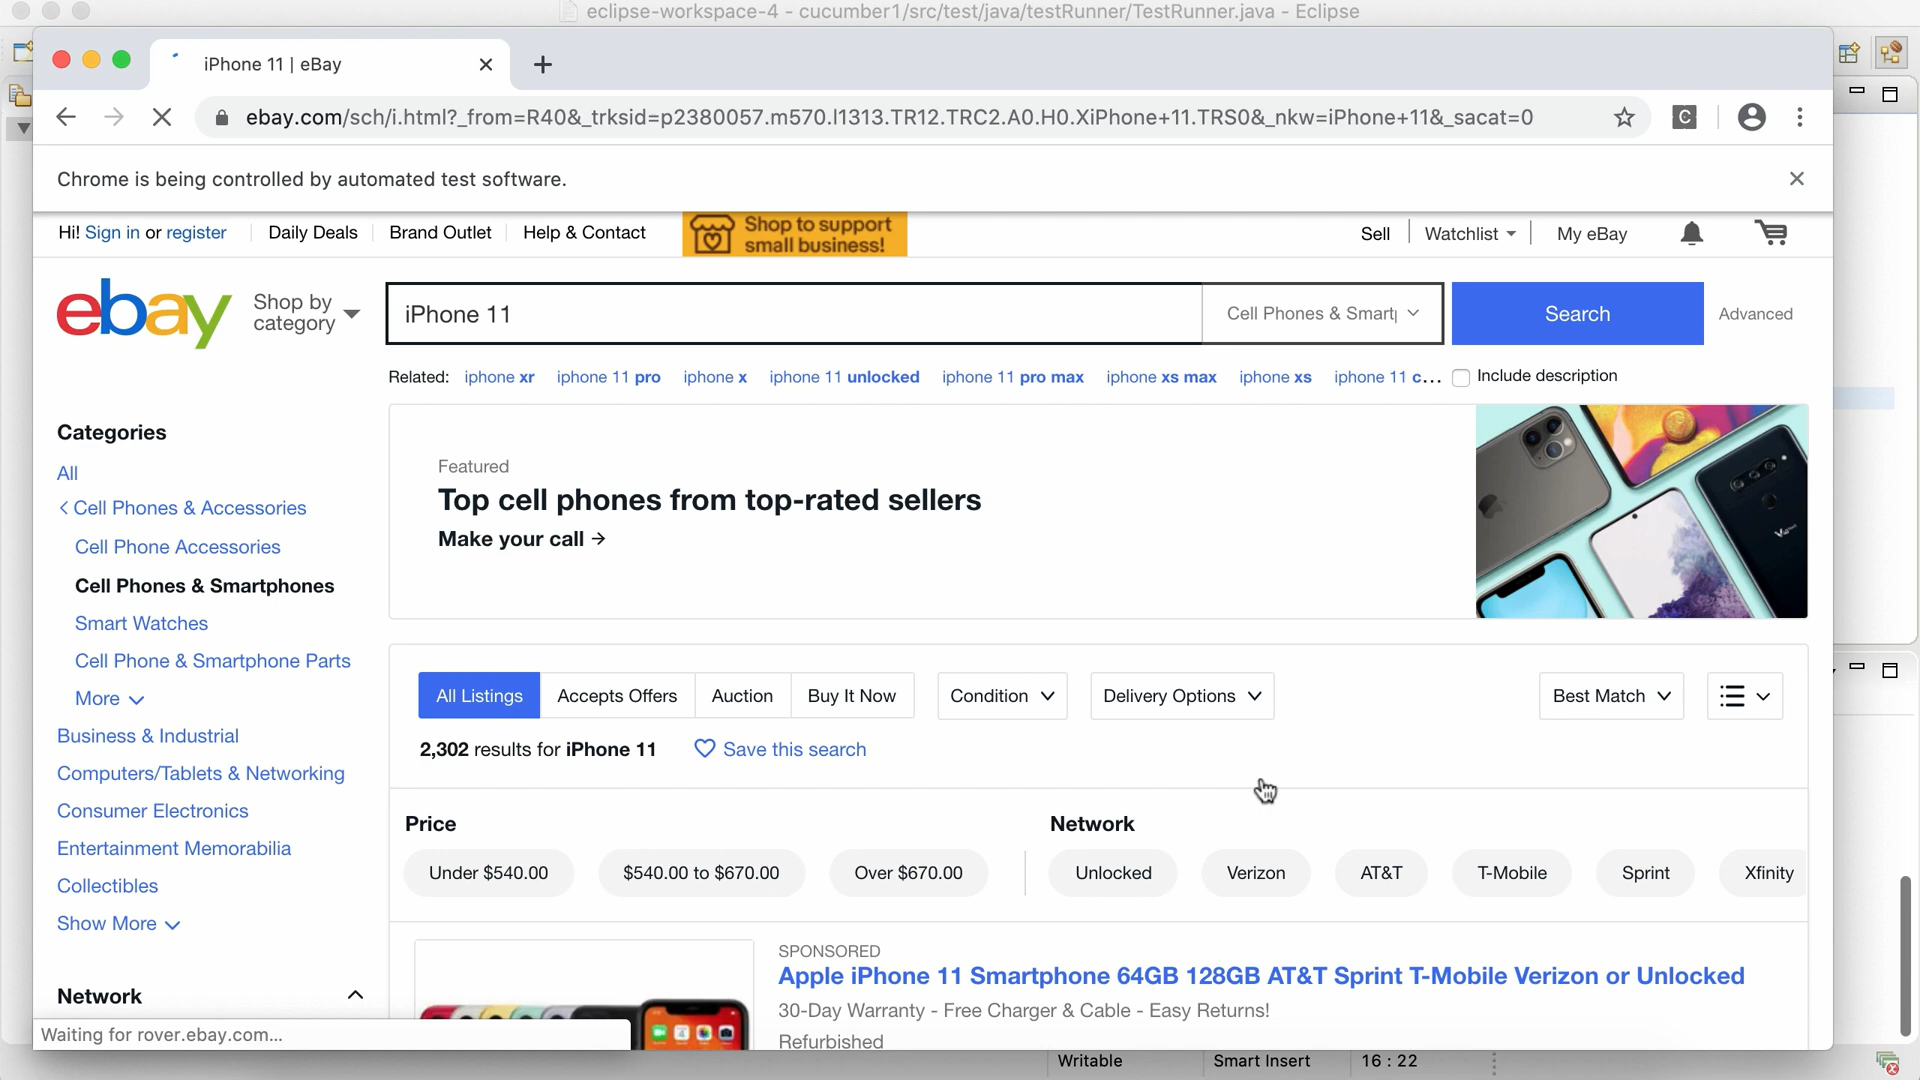 eclipse-workspace-4 - cucumber1/src/test/java/testRunner/TestRunner.java - Eclipse
iPhone 11 | eBay
ebay.com/sch/i.html?_from=R40&_trksid=p2380057.m570.l1313.TR12.TRC2.A0.H0.XiPhone+11.TRS0&_nkw=iPhone+11&_sacat=0
C
Chrome is being controlled by automated test software.
Hi! Sign in or register
Daily Deals
Brand Outlet
Help & Contact
Shop to support
small business!
Sell
Watchlist
My eBay
ebay
Shop by
category
iPhone 11
Cell Phones & Smart
Search
Advanced
Related: iphone xr iphone 11 pro iphone x iphone 11 unlocked iphone 11 pro max iphone xs max iphone xs iphone 11 c...
Include description
Categories
All
Cell Phones & Accessories
Cell Phone Accessories
Cell Phones & Smartphones
Smart Watches
Cell Phone & Smartphone Parts
More
Business & Industrial
Computers/Tablets & Networking
Consumer Electronics
Entertainment Memorabilia
Collectibles
Show More
Network
Featured
Top cell phones from top-rated sellers
Make your call →
All Listings
Accepts Offers
Auction
Buy It Now
Condition
Delivery Options
Best Match
2,302 results for iPhone 11
Save this search
Price
Under $540.00
$540.00 to $670.00
Over $670.00
Network
Unlocked
Verizon
AT&T
T-Mobile
Sprint
Xfinity
SPONSORED
Apple iPhone 11 Smartphone 64GB 128GB AT&T Sprint T-Mobile Verizon or Unlocked
30-Day Warranty - Free Charger & Cable - Easy Returns!
Refurbished
Waiting for rover.ebay.com...
Writable
Smart Insert
16 : 22